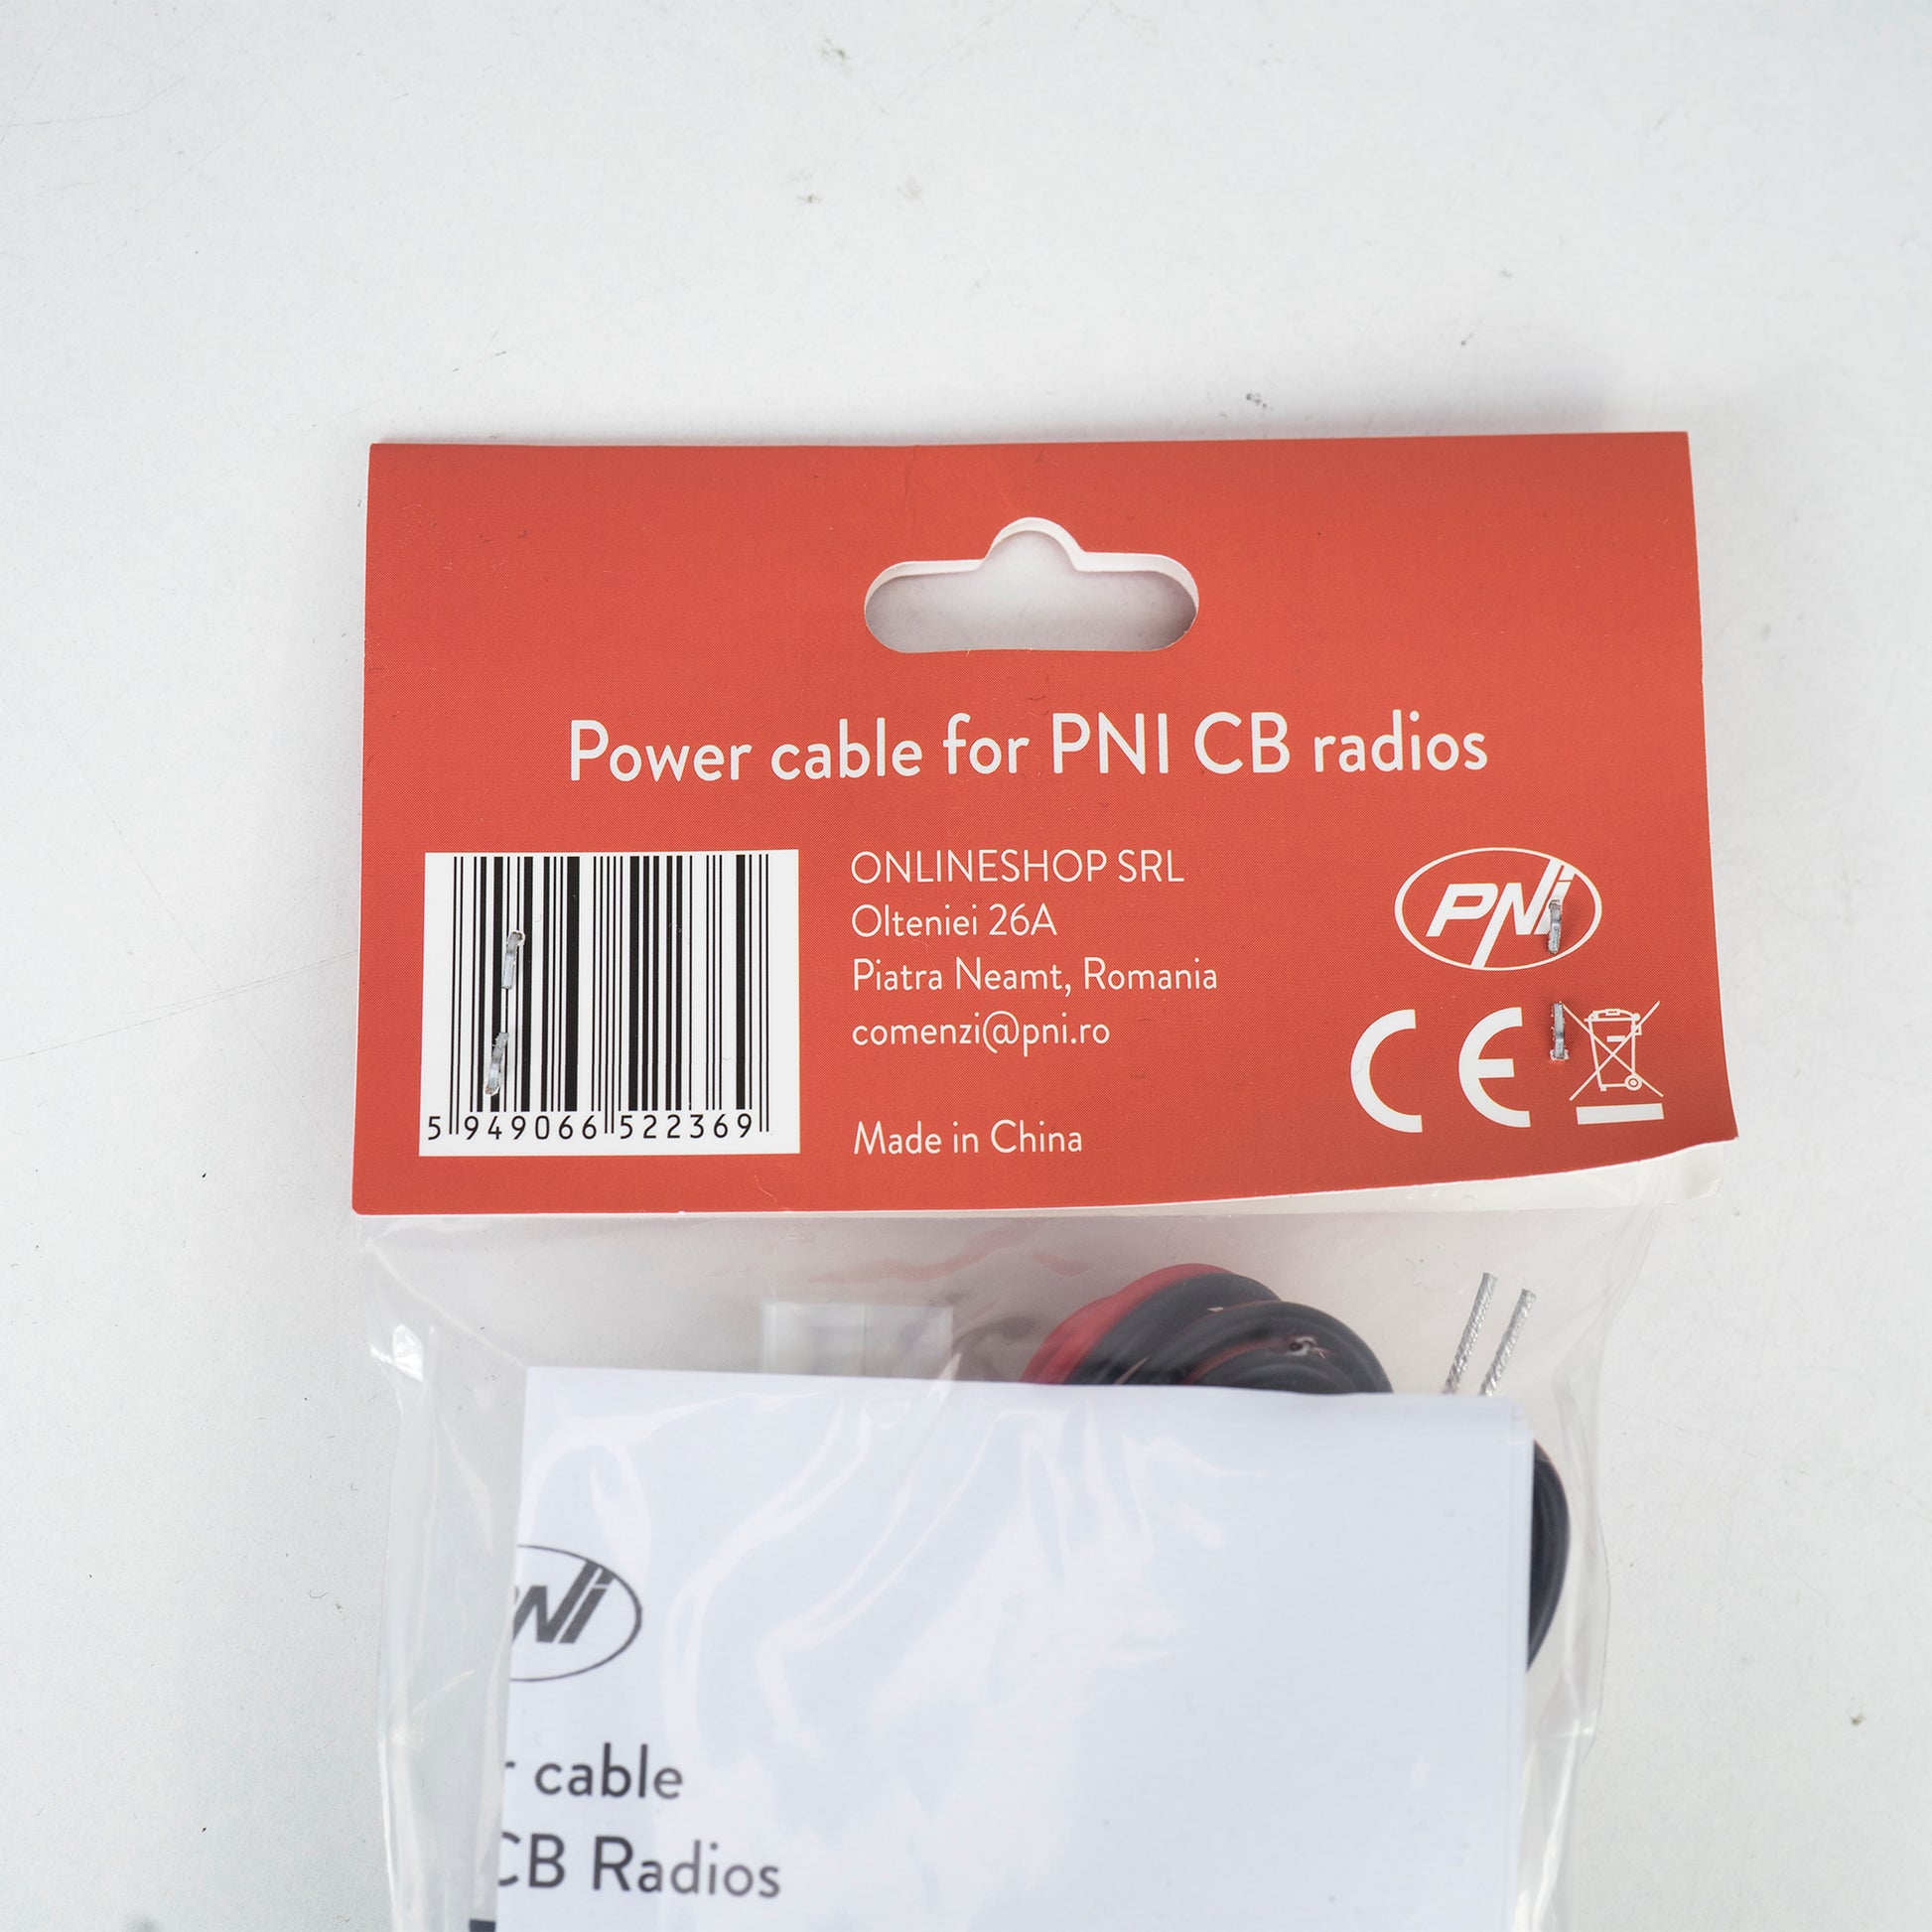 Power cable for PNI CB radios
ONLINESHOP SRL
Olteniei 26A
Piatra Neamt, Romania
comenzi@pni.ro
Made in China
5 949066 522369
PNi
CE
PNi
r cable
CB Radios